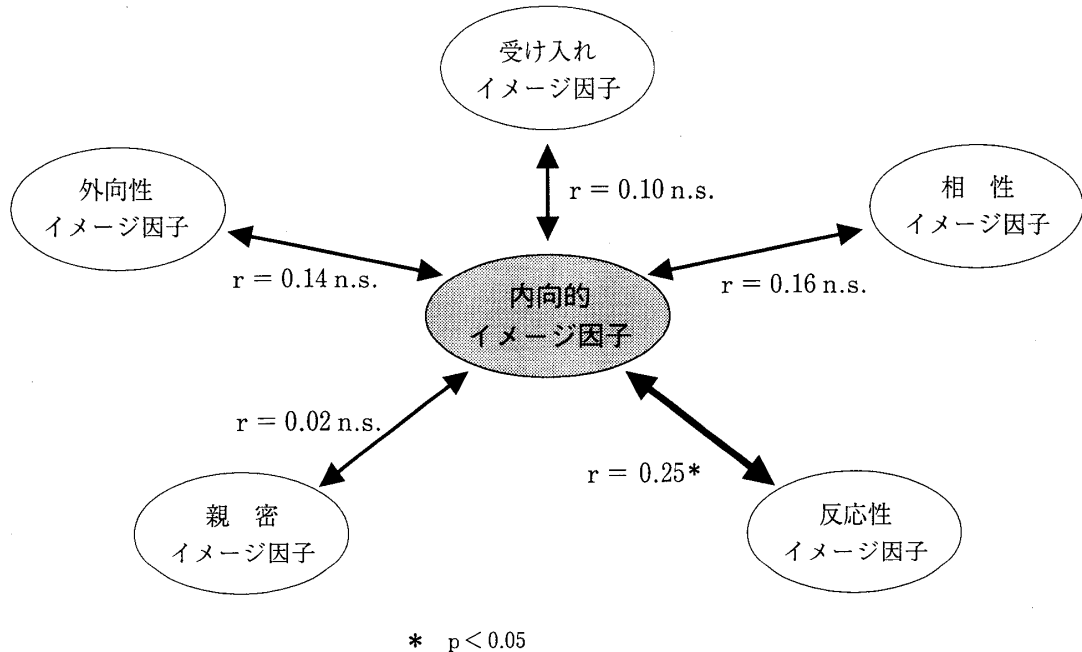 受け入れ
イメージ因子
外向性
イメージ因子
相　性
イメージ因子
r = 0.10 n.s.
r = 0.14 n.s.
r = 0.16 n.s.
内向的
イメージ因子
r = 0.02 n.s.
r = 0.25*
親　密
イメージ因子
反応性
イメージ因子
* p < 0.05